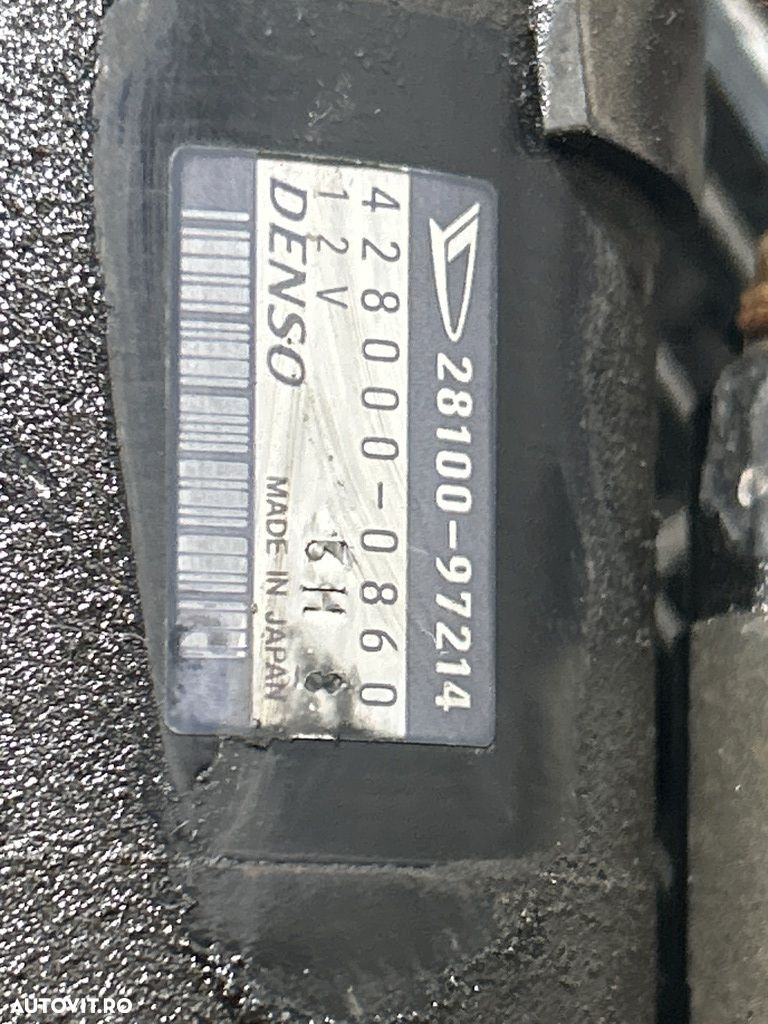 28100-97214
428000-0860
12V
DENSO MADE IN JAPAN
AUTOVIT.RO